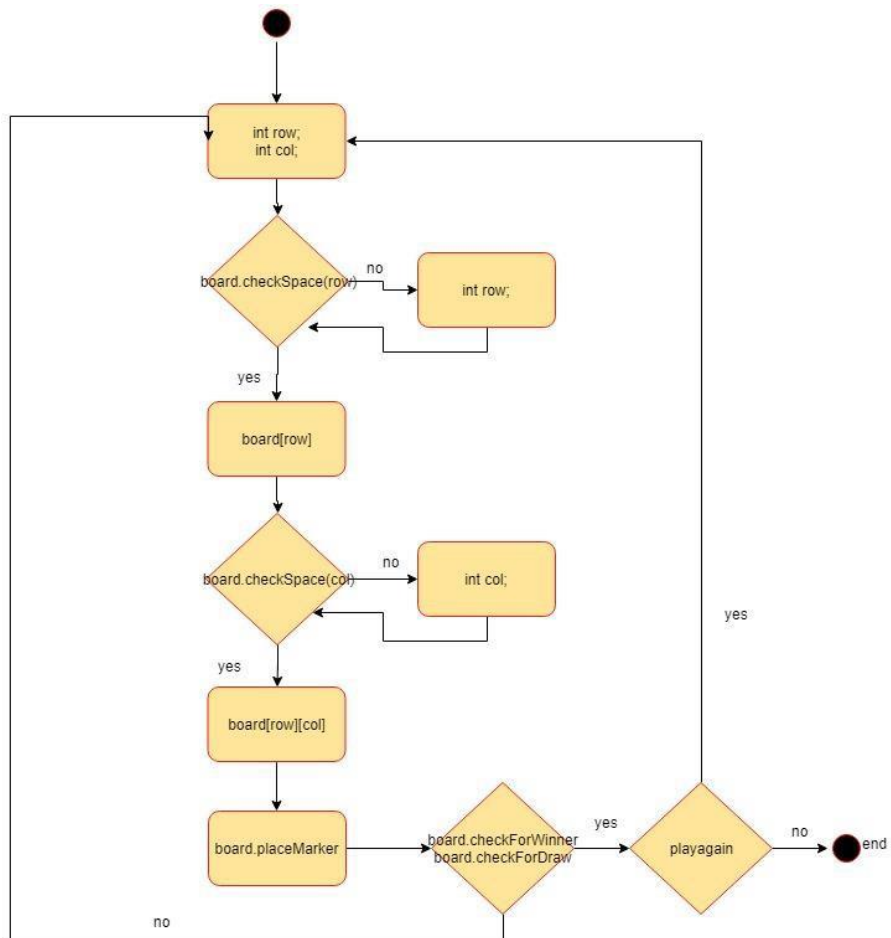 int row;
int col;
board.checkSpace(row)
no
int row;
yes
board[row]
board.checkSpace(col)
no
int col;
yes
yes
board[row][col]
board.placeMarker
board.checkForWinner
board.checkForDraw
yes
playagain
no
end
no